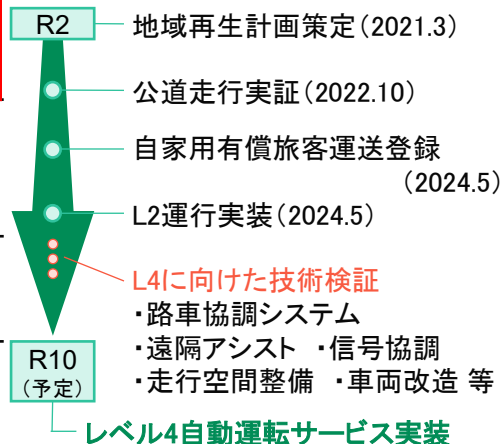 R2
地域再生計画策定(2021.3)
公道走行実証(2022.10)
自家用有償旅客運送登録
(2024.5)
L2運行実装(2024.5)
L4に向けた技術検証
・路車協調システム
・遠隔アシスト ・信号協調
・走行空間整備 ・車両改造 等
R10
(予定)
レベル4自動運転サービス実装